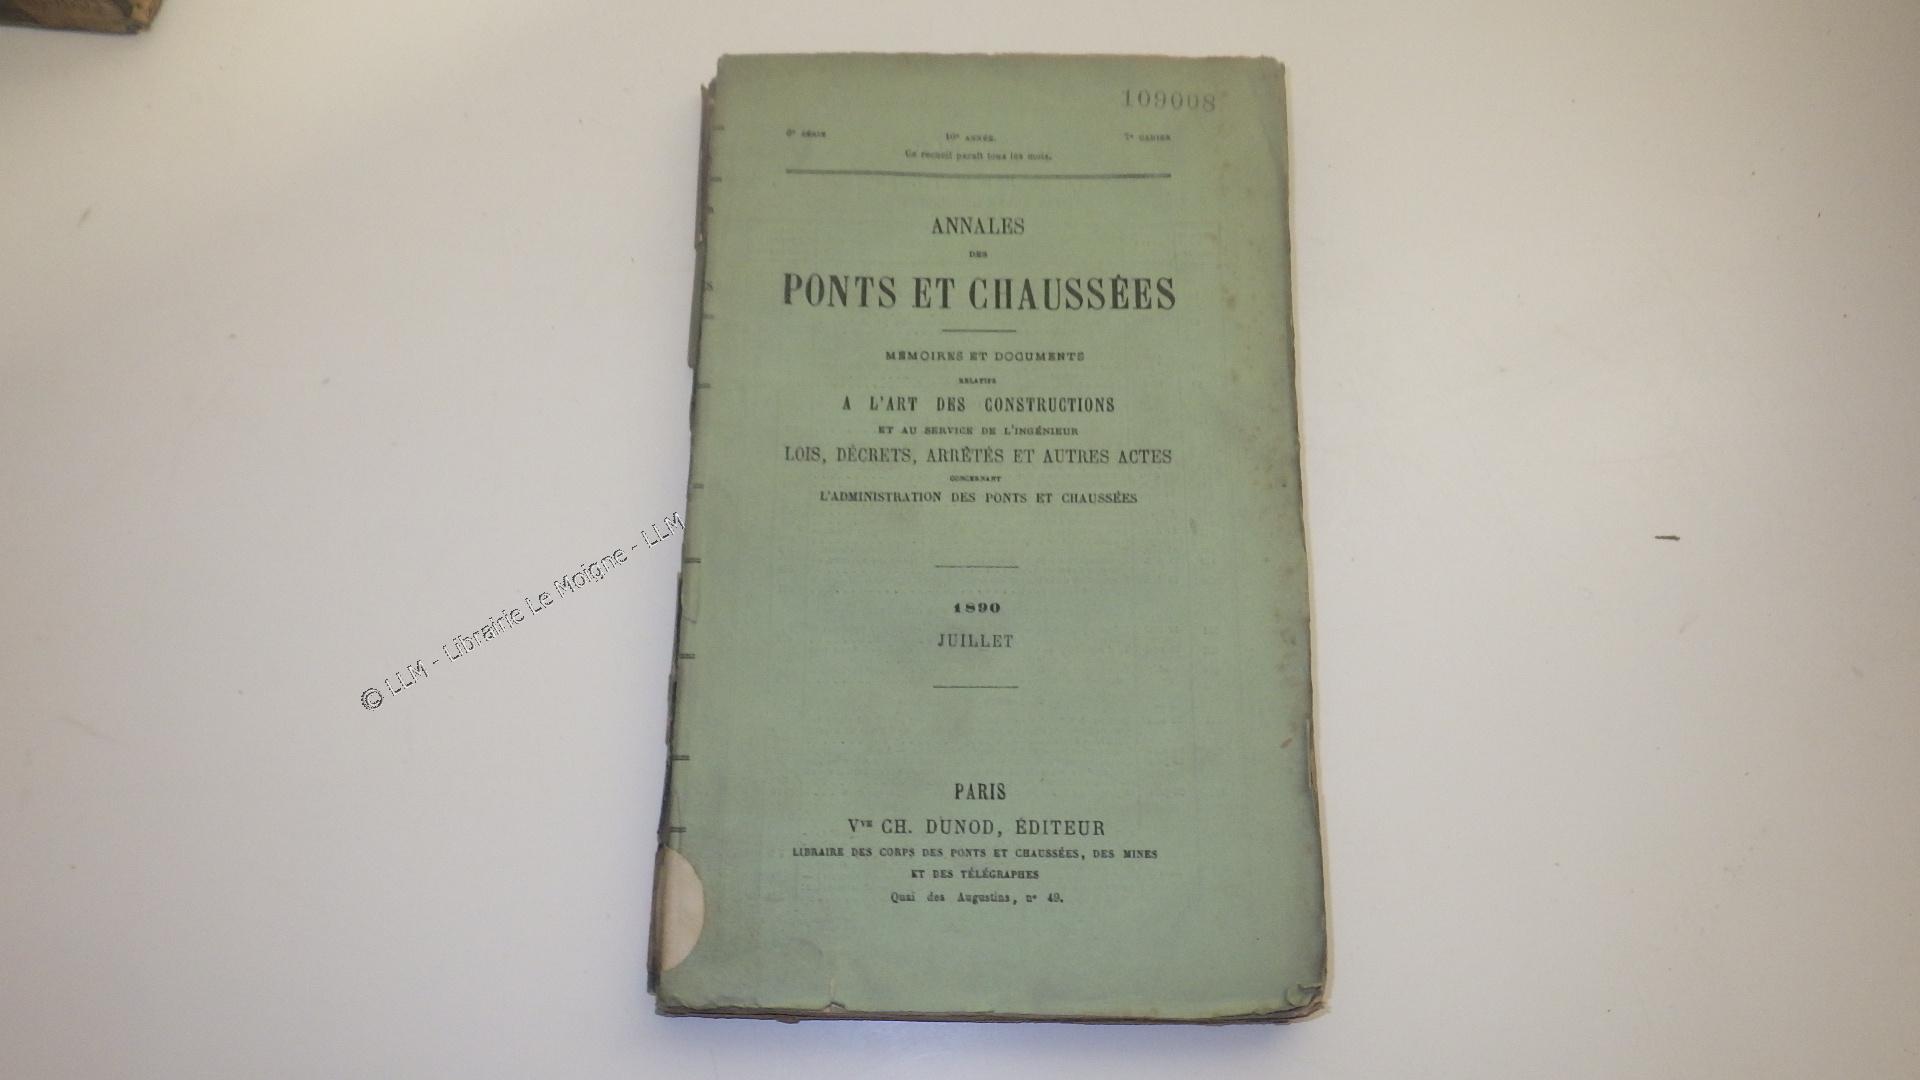 109008
6e SÉRIE 10e ANNÉE. 7e CAHIER
Ce recueil paraît tous les mois.
ANNALES
DES
PONTS ET CHAUSSÉES
MÉMOIRES ET DOCUMENTS
RELATIFS
A L'ART DES CONSTRUCTIONS
ET AU SERVICE DE L'INGÉNIEUR
LOIS, DÉCRETS, ARRÊTÉS ET AUTRES ACTES
CONCERNANT
L'ADMINISTRATION DES PONTS ET CHAUSSÉES
1890
JUILLET
PARIS
Vve CH. DUNOD, ÉDITEUR
LIBRAIRE DES CORPS DES PONTS ET CHAUSSÉES, DES MINES
ET DES TÉLÉGRAPHES
Quai des Augustins, n° 49.
© LLM - Librairie Le Moigne - LLM